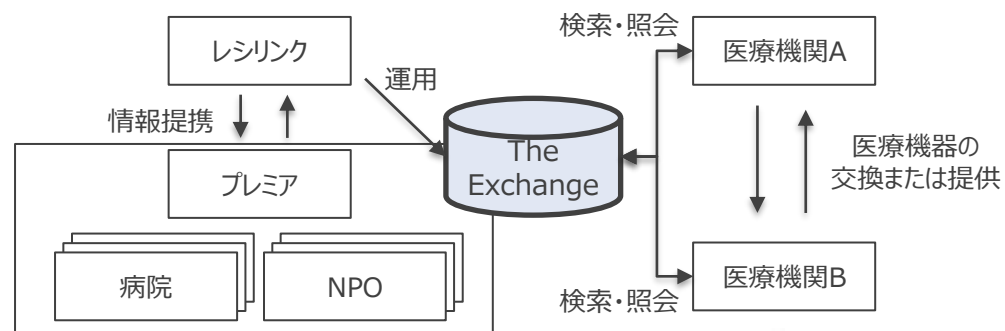 レシリンク
運用
情報提携
プレミア
病院
NPO
The
Exchange
検索・照会
医療機関A
医療機器の
交換または提供
医療機関B
検索・照会